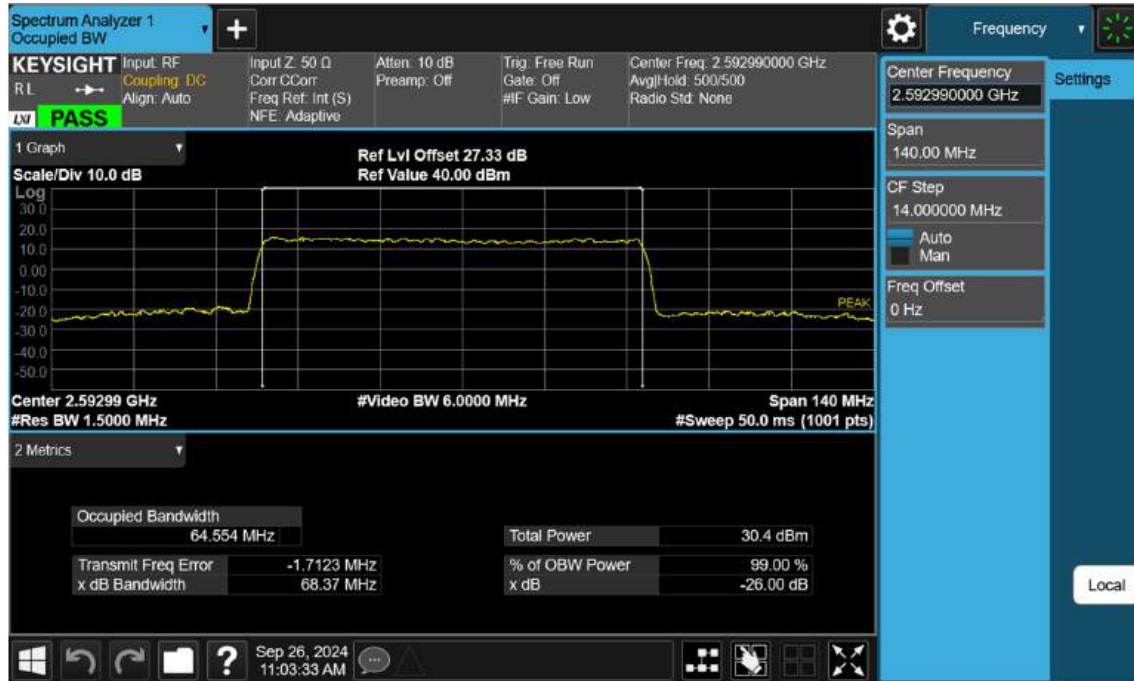 Spectrum Analyzer 1
Occupied BW
+
Frequency
KEYSIGHT
R L
LXI PASS
Input: RF
Coupling: DC
Align: Auto
Input Z: 50 Ω
Corr CCorr
Freq Ref: Int (S)
NFE: Adaptive
Atten: 10 dB
Preamp: Off
Trig: Free Run
Gate: Off
#IF Gain: Low
Center Freq: 2.592990000 GHz
Avg|Hold: 500/500
Radio Std: None
Center Frequency
2.592990000 GHz
Settings
Span
140.00 MHz
CF Step
14.000000 MHz
Auto
Man
Freq Offset
0 Hz
Local
1 Graph
Scale/Div 10.0 dB
Ref Lvl Offset 27.33 dB
Ref Value 40.00 dBm
Log
30.0
20.0
10.0
0.00
-10.0
-20.0
-30.0
-40.0
-50.0
PEAK
Center 2.59299 GHz
#Video BW 6.0000 MHz
Span 140 MHz
#Res BW 1.5000 MHz
#Sweep 50.0 ms (1001 pts)
2 Metrics
Occupied Bandwidth
64.554 MHz
Total Power 30.4 dBm
Transmit Freq Error -1.7123 MHz
% of OBW Power 99.00 %
x dB Bandwidth 68.37 MHz
x dB -26.00 dB
?
Sep 26, 2024
11:03:33 AM